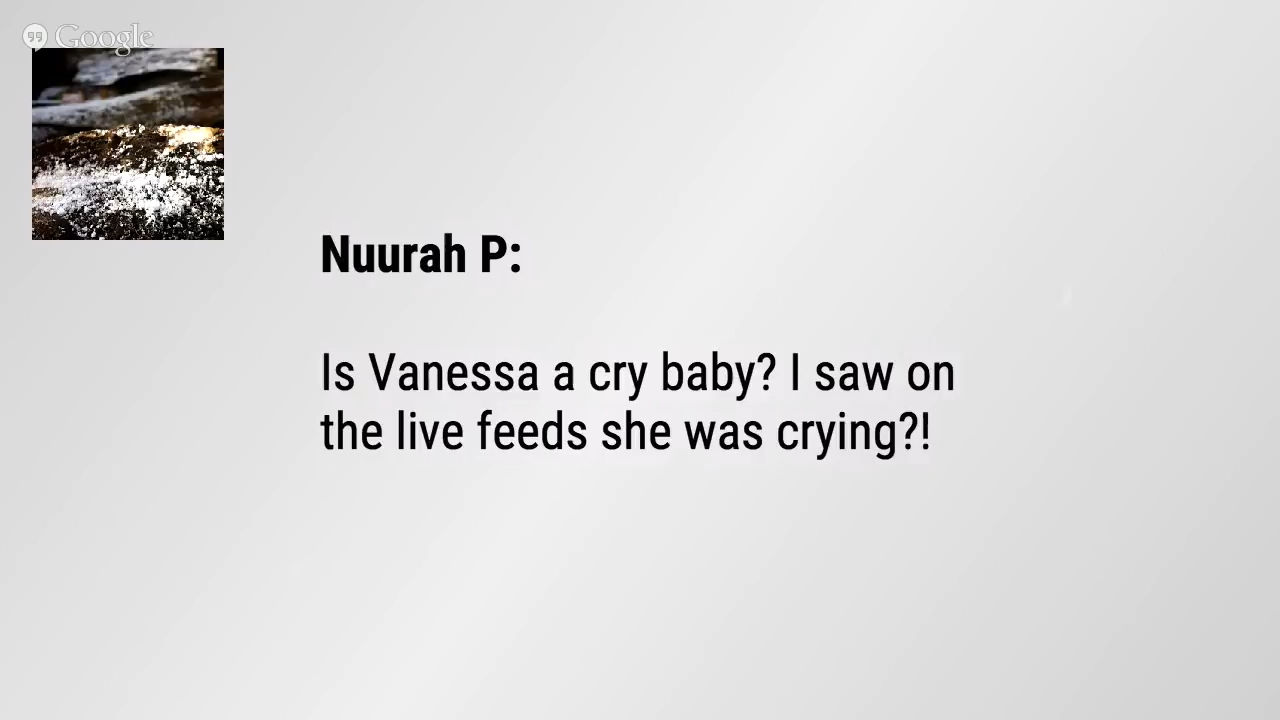 Google
Nuurah P:
Is Vanessa a cry baby? I saw on
the live feeds she was crying?!